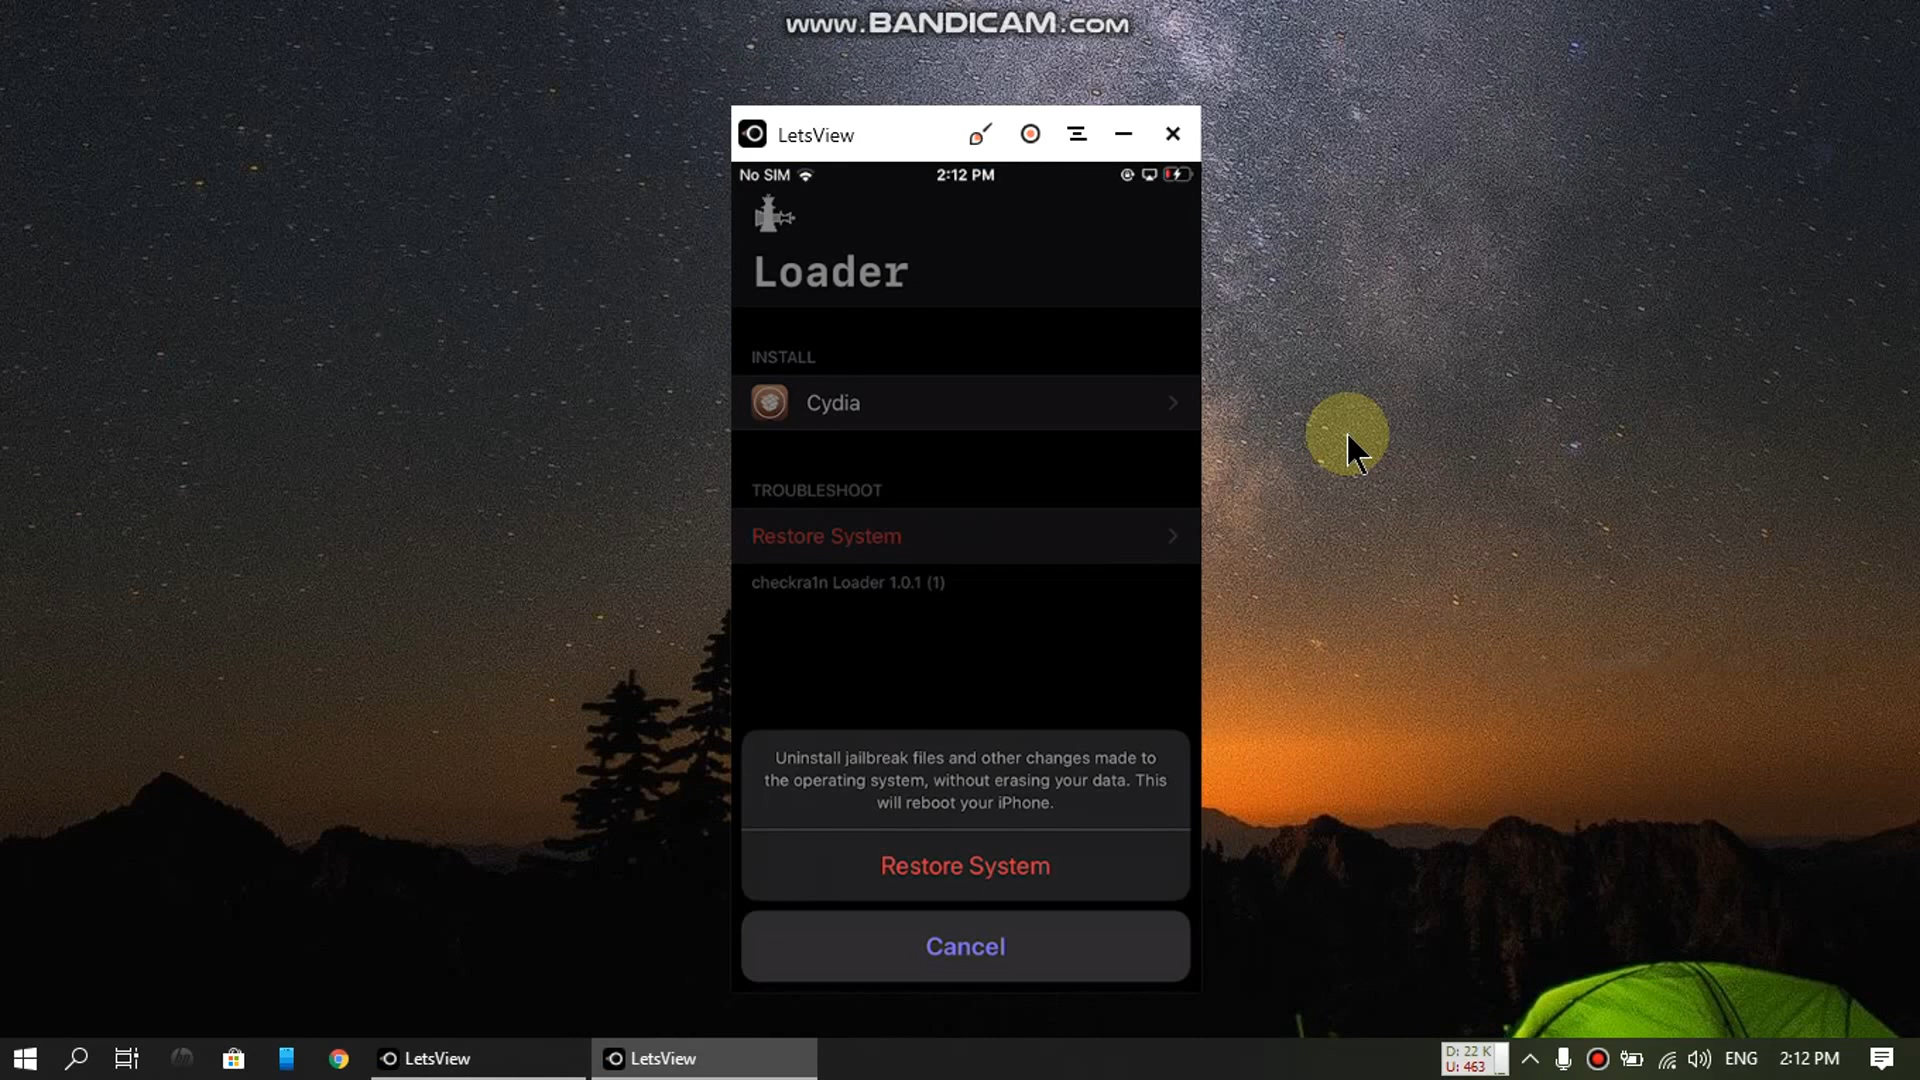 www.BANDICAM.com
LetsView
No SIM
2:12 PM
Loader
INSTALL
Cydia
TROUBLESHOOT
Restore System
checkra1n Loader 1.0.1 (1)
Uninstall jailbreak files and other changes made to
the operating system, without erasing your data. This
will reboot your iPhone.
Restore System
Cancel
LetsView
LetsView
D: 22 K
U: 463
ENG
2:12 PM